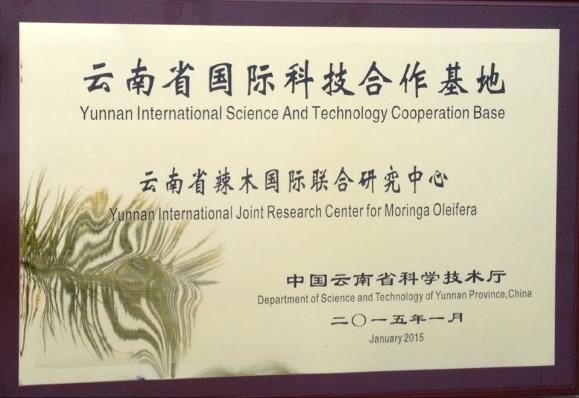 云南省国际科技合作基地
Yunnan International Science And Technology Cooperation Base
云南省辣木国际联合研究中心
Yunnan International Joint Research Center for Moringa Oleifera
中国云南省科学技术厅
Department of Science and Technology of Yunnan Province,China
二〇一五年一月
January 2015